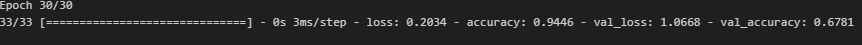 Epoch 30/30
33/33 [==============================] - 0s 3ms/step - loss: 0.2034 - accuracy: 0.9446 - val_loss: 1.0668 - val_accuracy: 0.6781